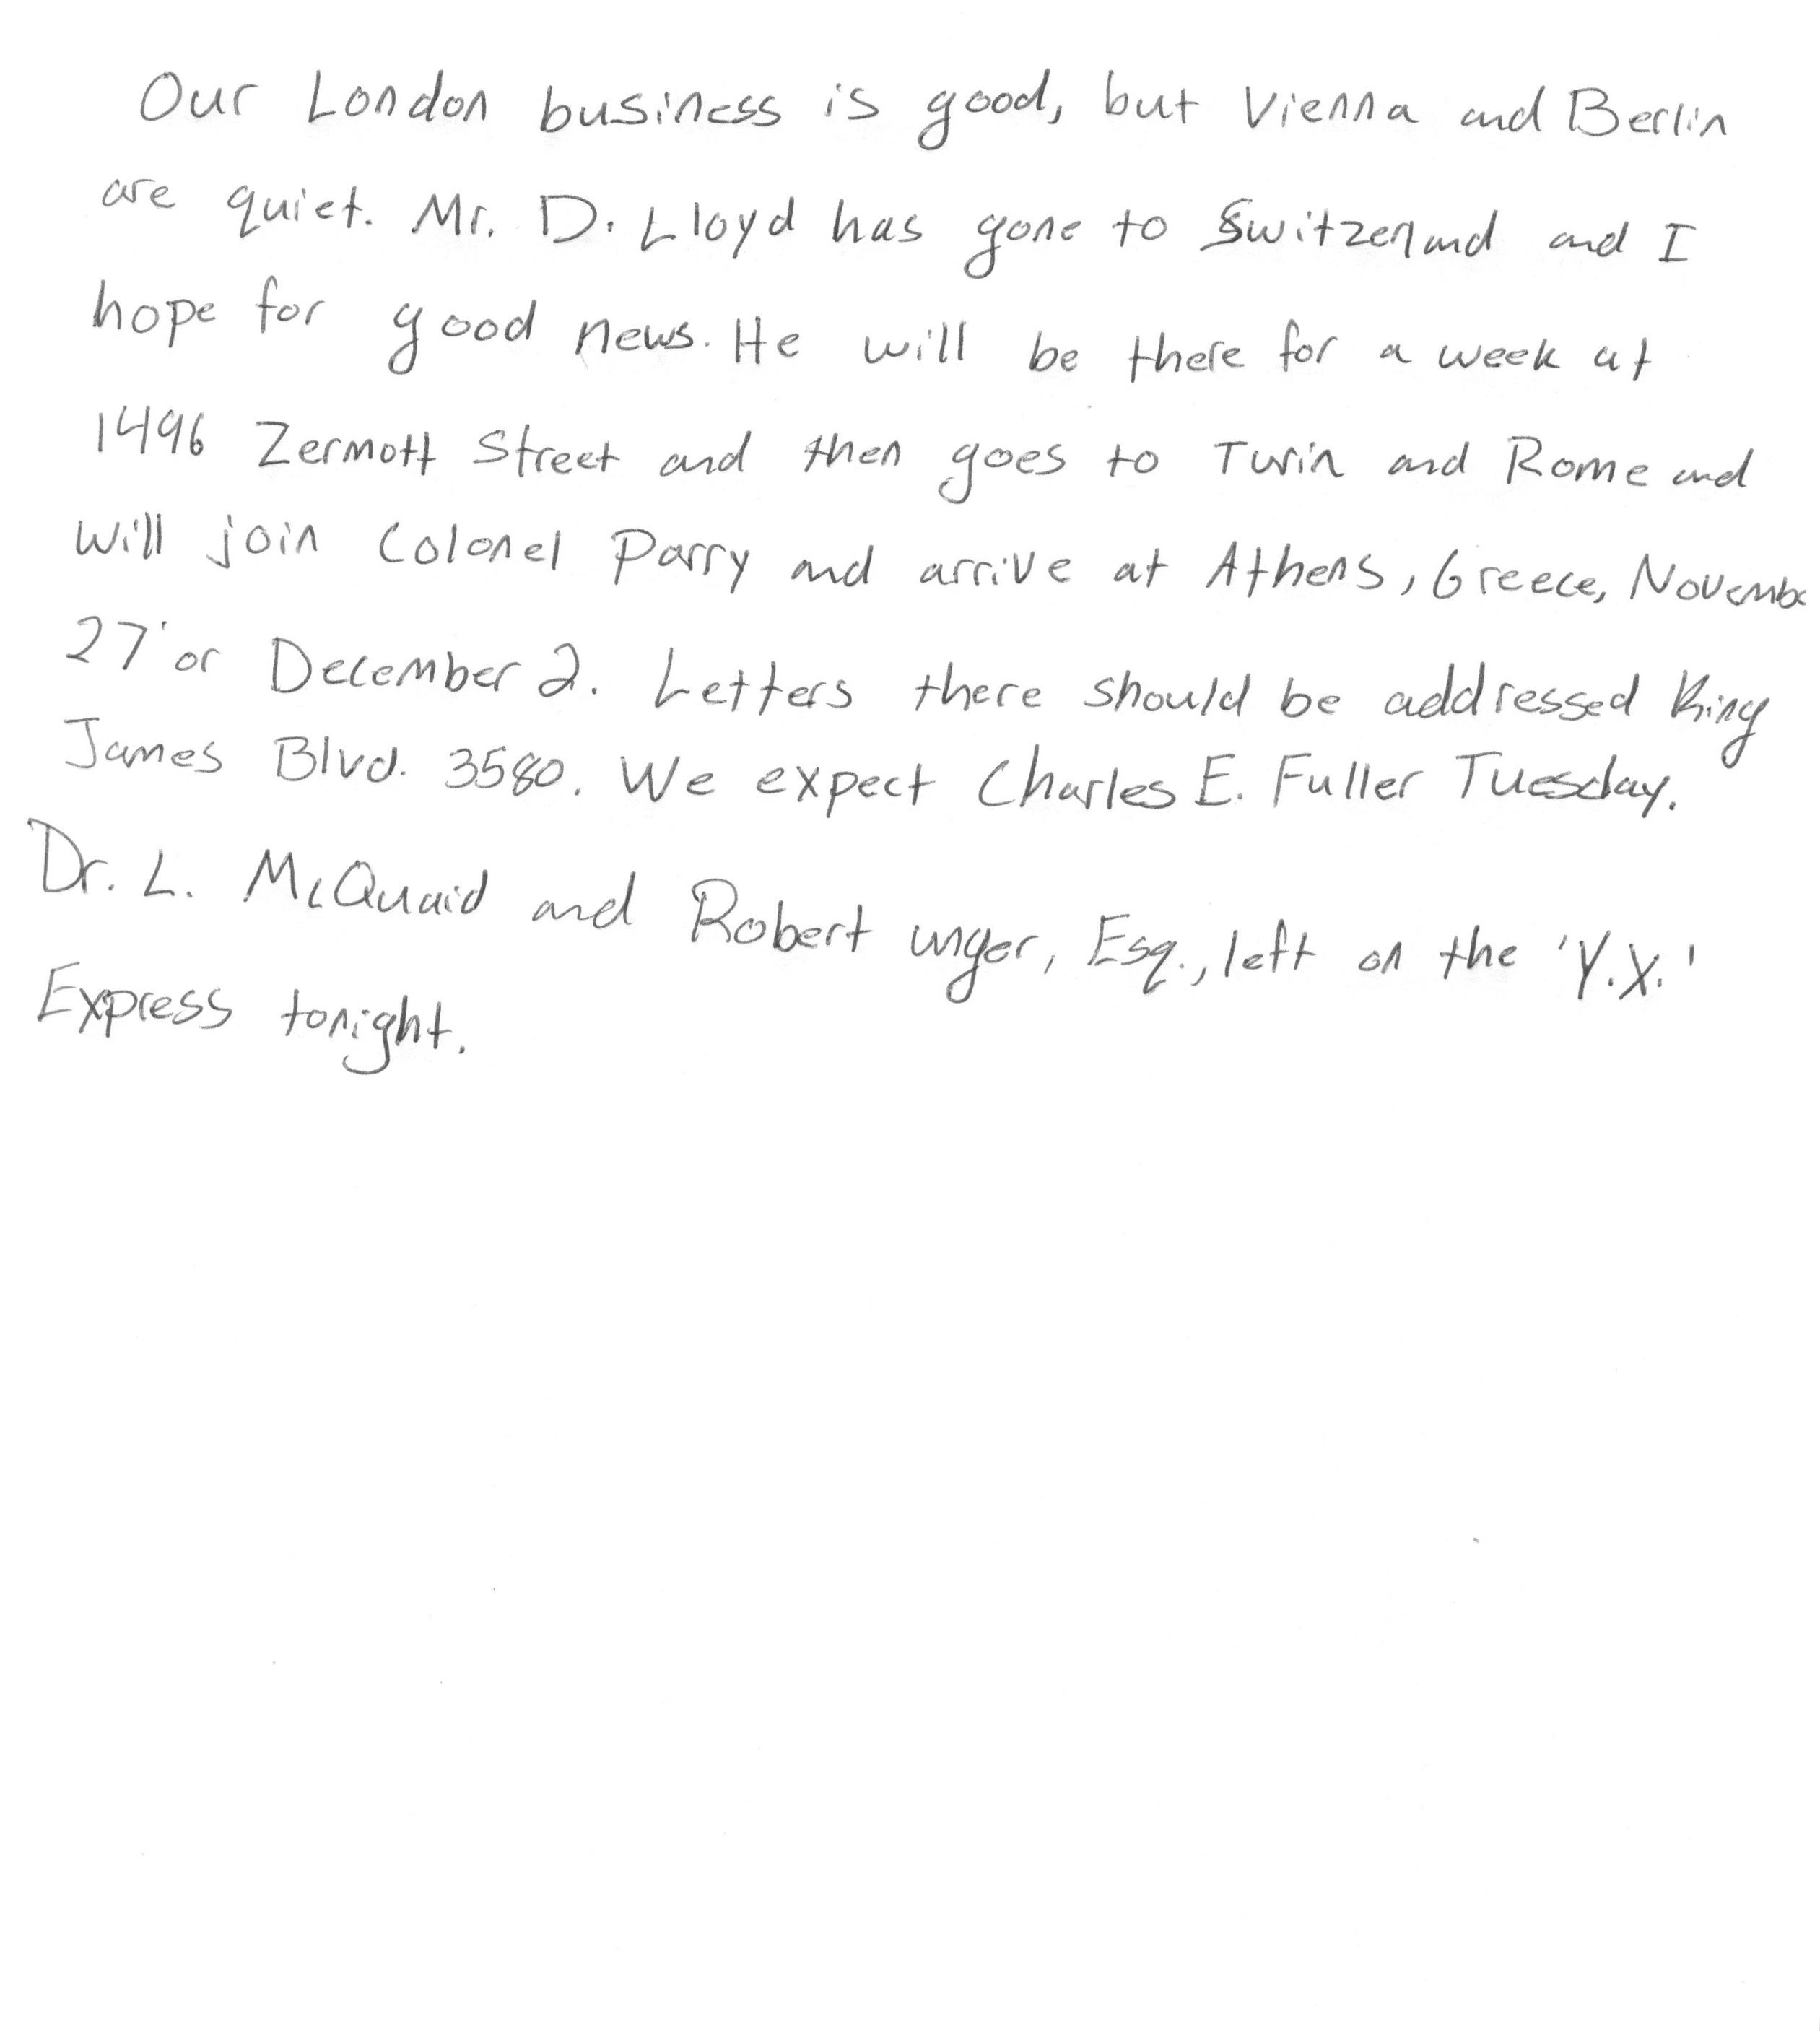 Our London business is good, but Vienna and Berlin
are quiet. Mr. D. Lloyd has gone to Switzerland and I
hope for good news. He will be there for a week at
1496 Zermott Street and then goes to Turin and Rome and
will join Colonel Parry and arrive at Athens, Greece, Novembe
27 or December 2. Letters there should be addressed King
James Blvd. 3580. We expect Charles E. Fuller Tuesday.
Dr. L. McQuaid and Robert unger, Esq., left on the 'Y.X.'
Express tonight.